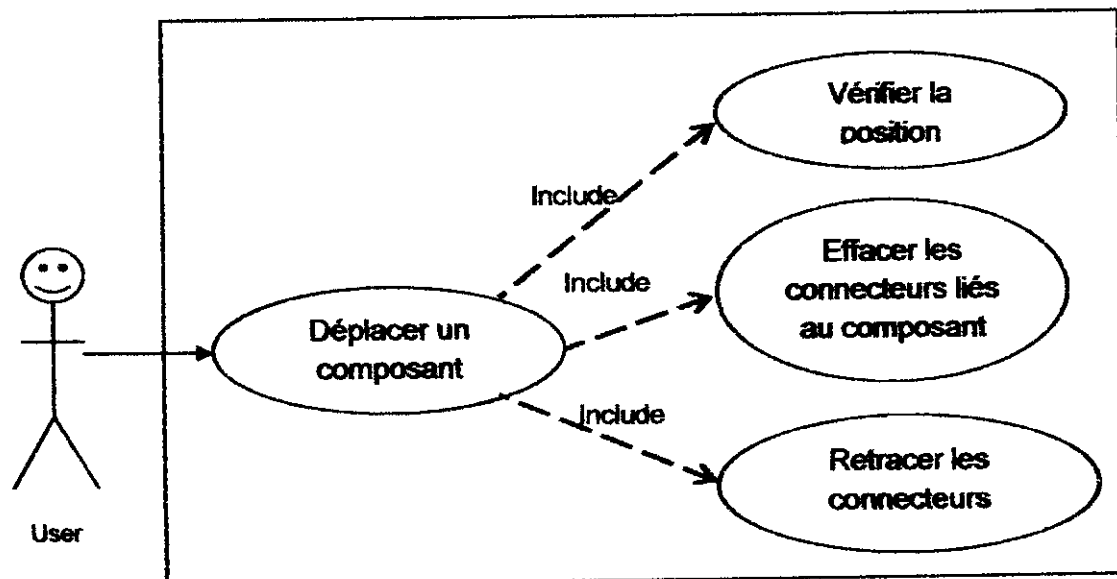 Vérifier la
position
Include
Effacer les
connecteurs liés
au composant
Include
Déplacer un
composant
Include
Retracer les
connecteurs
User